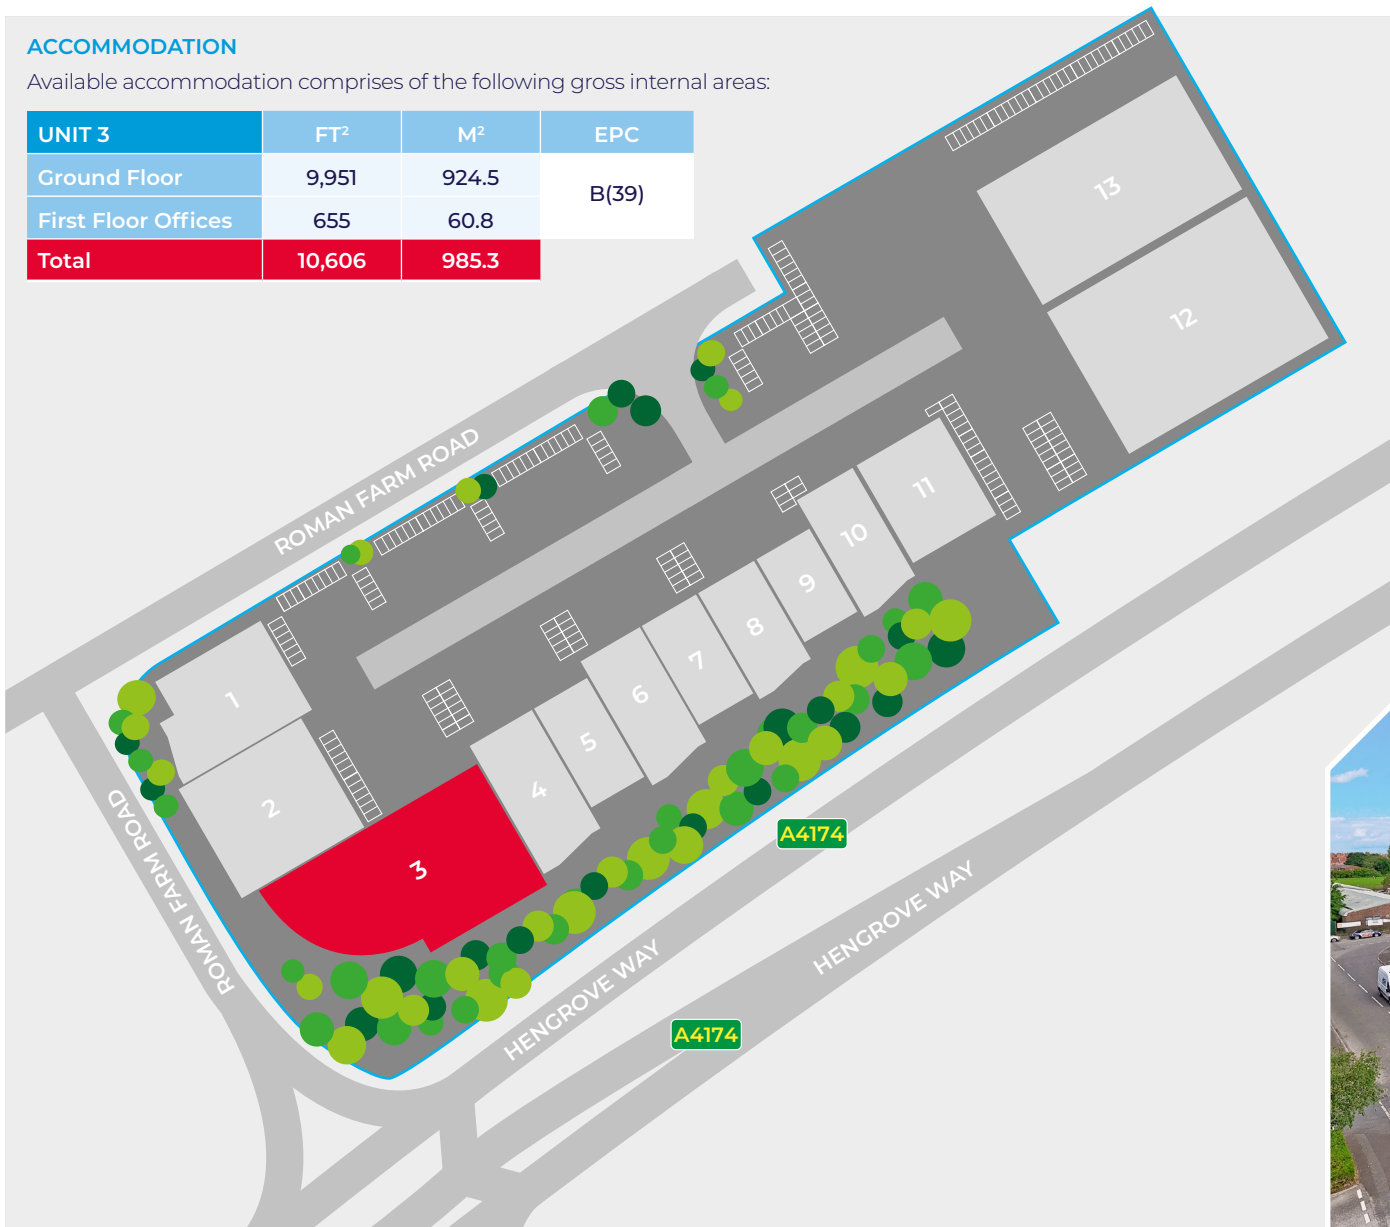 ACCOMMODATION
Available accommodation comprises of the following gross internal areas:
UNIT 3 FT² M² EPC
Ground Floor 9,951 924.5 B(39)
First Floor Offices 655 60.8
Total 10,606 985.3
13
12
11
10
9
8
7
6
5
4
3
2
1
ROMAN FARM ROAD
ROMAN FARM ROAD
A4174
HENGROVE WAY
HENGROVE WAY
A4174